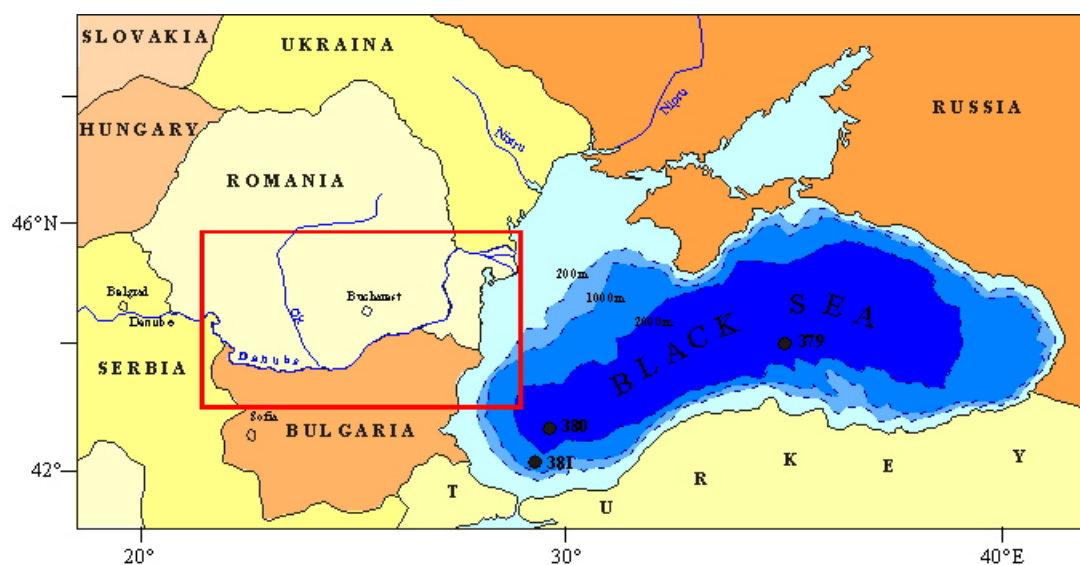 SLOVAKIA
UKRAINA
RUSSIA
HUNGARY
Nipru
Nistru
ROMANIA
46°N
200m
1000m
2000m
Belgrad
Danube
Bucharest
Olt
BLACK SEA
379
Danube
SERBIA
Sofia
BULGARIA
380
381
42°
TURKEY
20°
30°
40°E